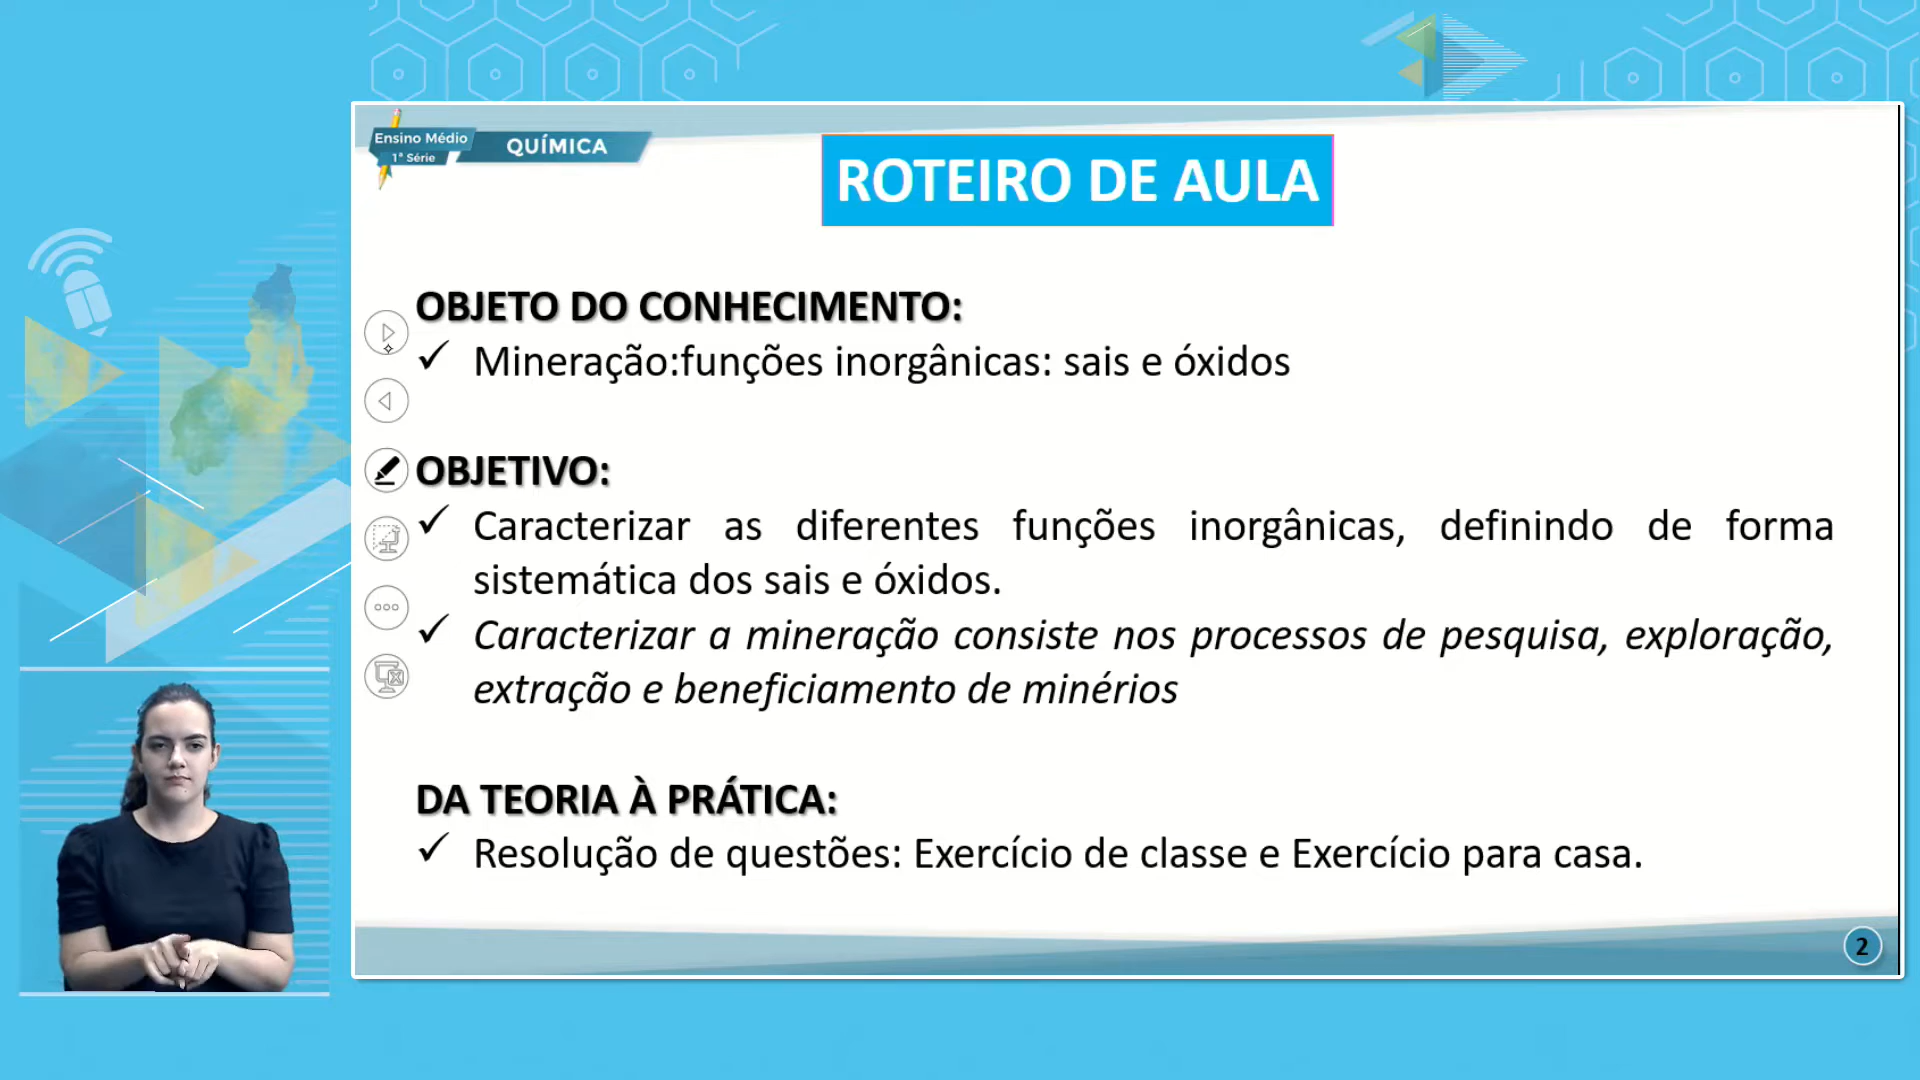 Ensino Médio
1ª Série
QUÍMICA
ROTEIRO DE AULA
OBJETO DO CONHECIMENTO:
✓ Mineração:funções inorgânicas: sais e óxidos
OBJETIVO:
✓ Caracterizar as diferentes funções inorgânicas, definindo de forma
sistemática dos sais e óxidos.
✓ Caracterizar a mineração consiste nos processos de pesquisa, exploração,
extração e beneficiamento de minérios
DA TEORIA À PRÁTICA:
✓ Resolução de questões: Exercício de classe e Exercício para casa.
2